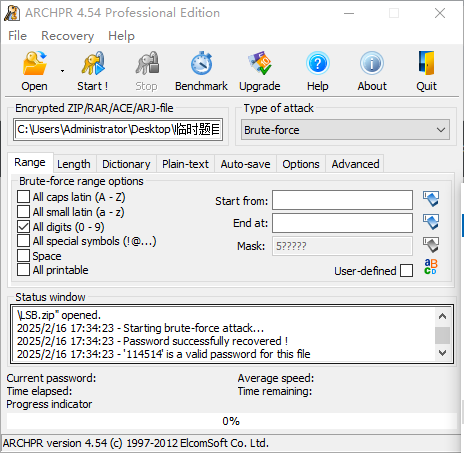 ARCHPR 4.54 Professional Edition
File Recovery Help
Open Start ! Stop Benchmark Upgrade Help About Quit
Encrypted ZIP/RAR/ACE/ARJ-file
Type of attack
C:\Users\Administrator\Desktop\临时题目
Brute-force
Range Length Dictionary Plain-text Auto-save Options Advanced
Brute-force range options
All caps latin (A - Z)
All small latin (a - z)
All digits (0 - 9)
All special symbols (!@...)
Space
All printable
Start from:
End at:
Mask: 5?????
User-defined
Status window
\LSB.zip" opened.
2025/2/16 17:34:23 - Starting brute-force attack...
2025/2/16 17:34:23 - Password successfully recovered !
2025/2/16 17:34:23 - '114514' is a valid password for this file
Current password: Average speed:
Time elapsed: Time remaining:
Progress indicator
0%
ARCHPR version 4.54 (c) 1997-2012 ElcomSoft Co. Ltd.